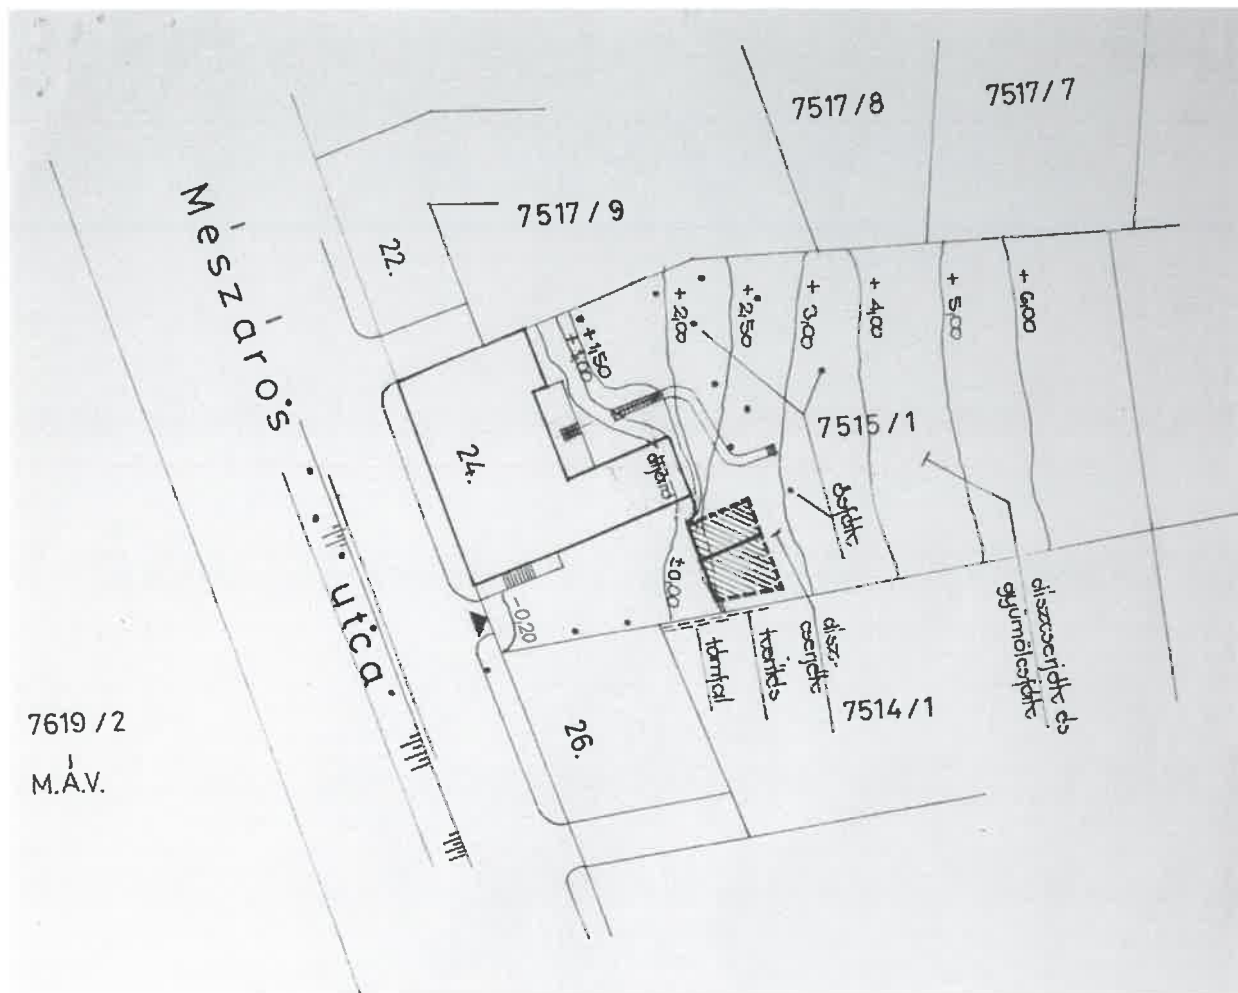 7517/8
7517/7
Mészáros utca
7517/9
22.
+1,50
+1,00
+2,00
+2,50
+3,00
+4,00
+5,00
+6,00
7515/1
24.
±0,00
-0,20
támfal
kerítés
dísz-
cserjék
7514/1
díszcserjék és
gyümölcsfák
26.
7619/2
M.Á.V.